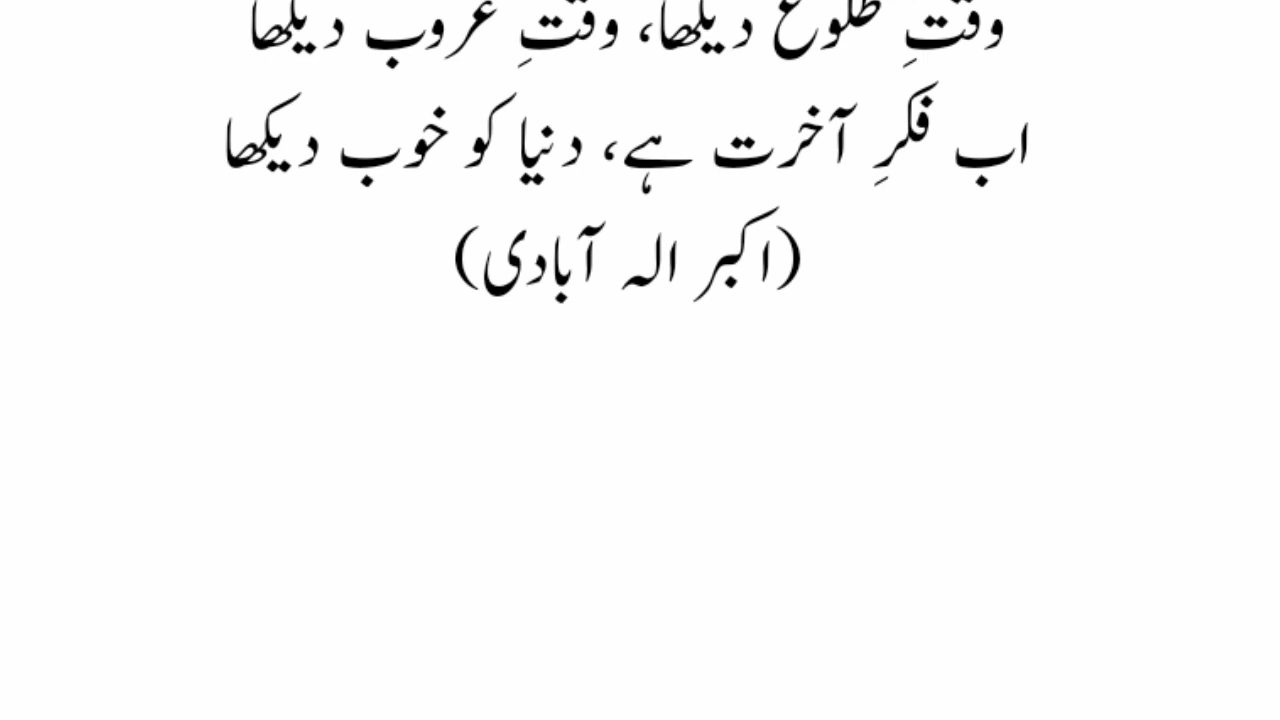 وقتِ طلوع دیکھا، وقتِ غروب دیکھا
اب فکرِ آخرت ہے، دنیا کو خوب دیکھا
(اکبر الہ آبادی)